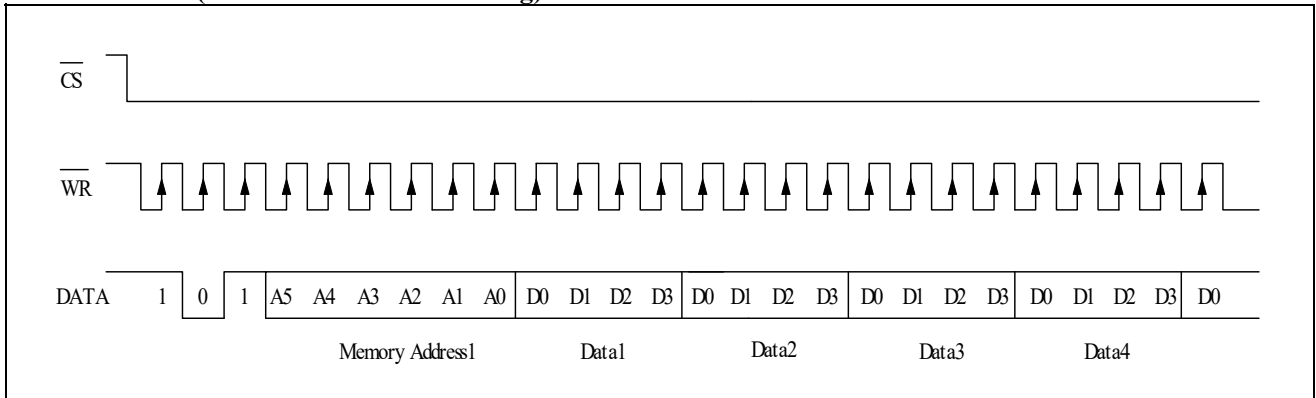 CS
WR
DATA 1 0 1 A5 A4 A3 A2 A1 A0 D0 D1 D2 D3 D0 D1 D2 D3 D0 D1 D2 D3 D0 D1 D2 D3 D0
Memory Address1 Data1 Data2 Data3 Data4